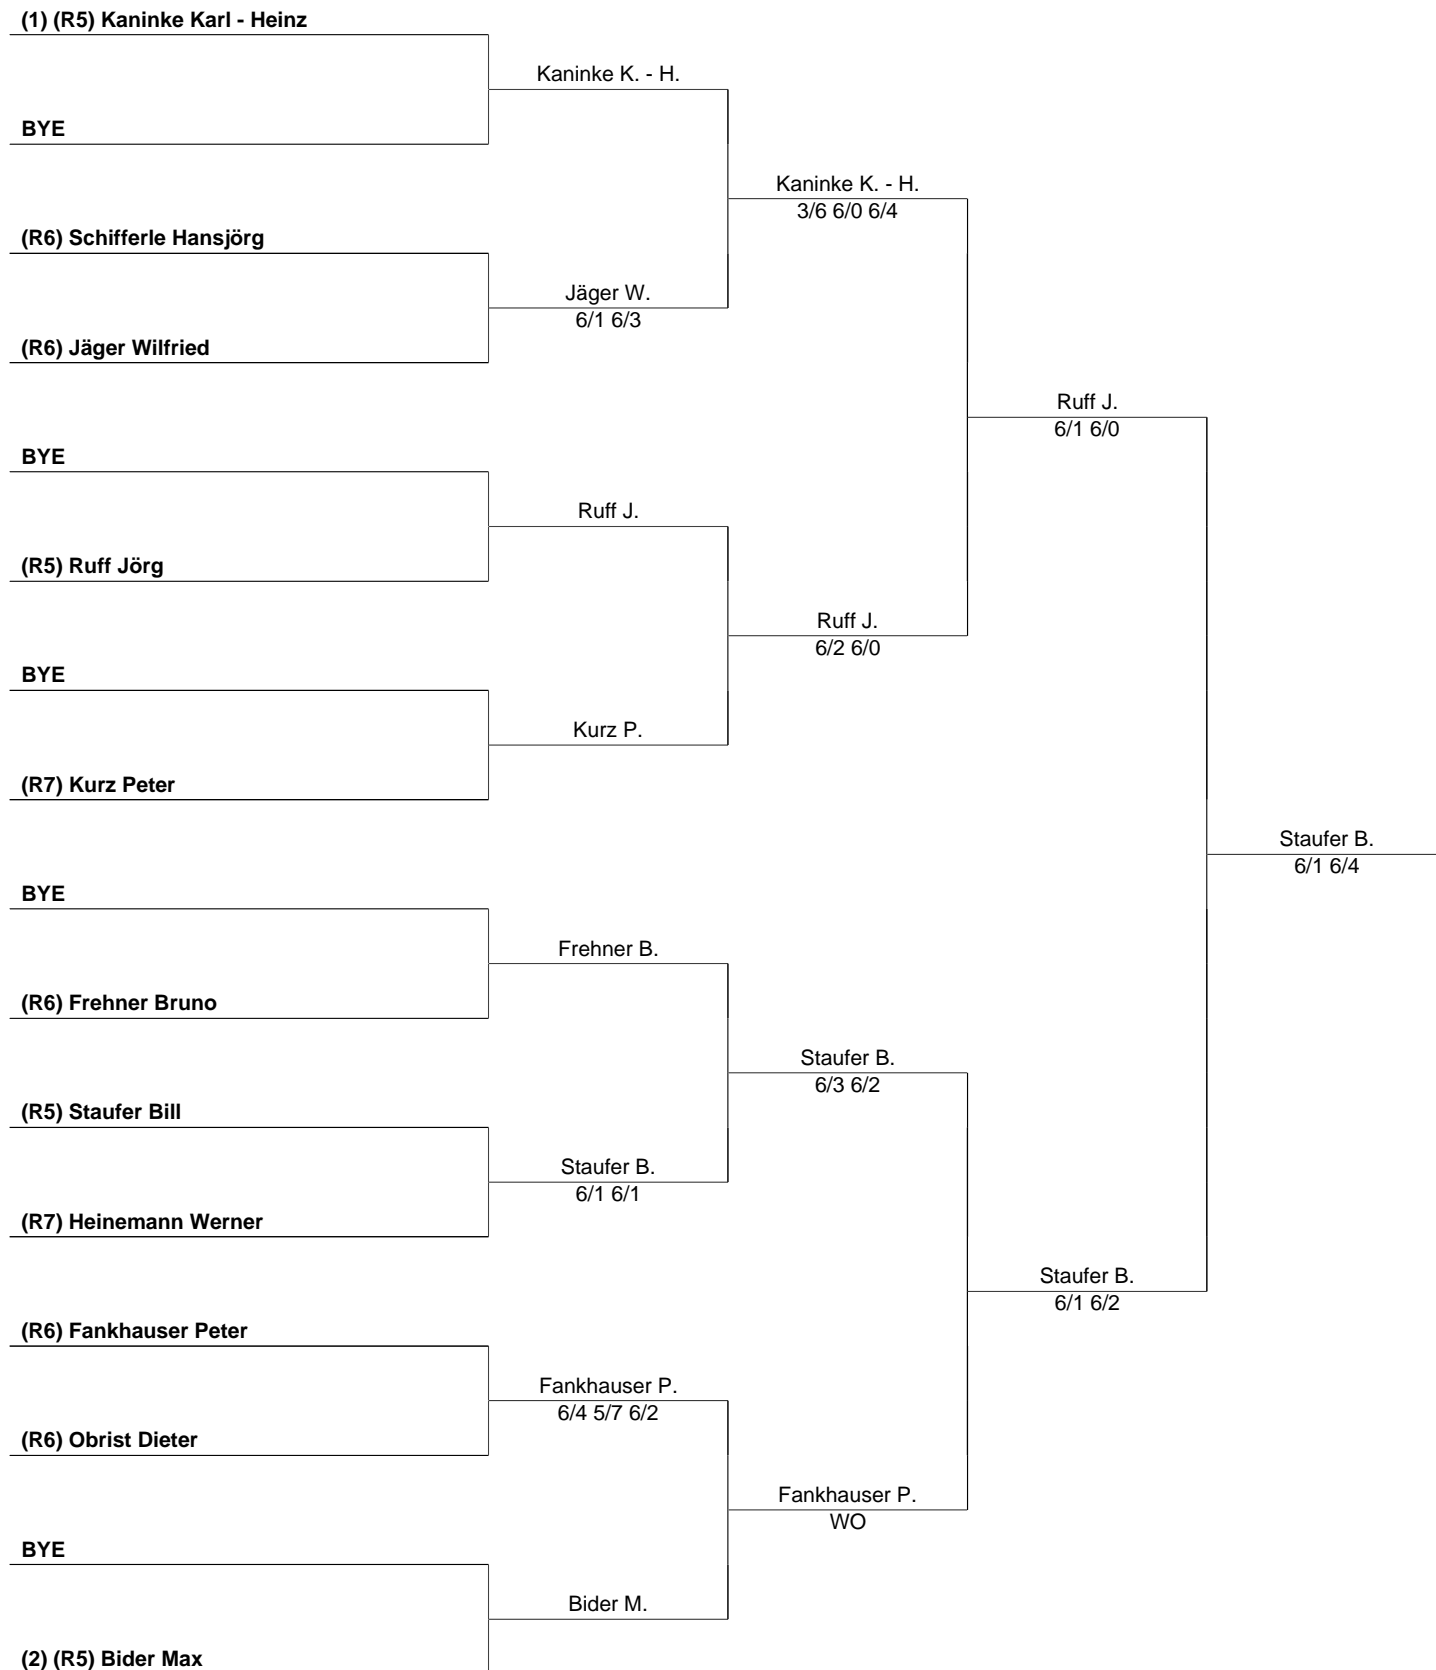 (1) (R5) Kaninke Karl - Heinz
Kaninke K. - H.
BYE
Kaninke K. - H.
3/6 6/0 6/4
(R6) Schifferle Hansjörg
Jäger W.
6/1 6/3
(R6) Jäger Wilfried
Ruff J.
6/1 6/0
BYE
Ruff J.
(R5) Ruff Jörg
Ruff J.
6/2 6/0
BYE
Kurz P.
(R7) Kurz Peter
Staufer B.
6/1 6/4
BYE
Frehner B.
(R6) Frehner Bruno
Staufer B.
6/3 6/2
(R5) Staufer Bill
Staufer B.
6/1 6/1
(R7) Heinemann Werner
Staufer B.
6/1 6/2
(R6) Fankhauser Peter
Fankhauser P.
6/4 5/7 6/2
(R6) Obrist Dieter
Fankhauser P.
WO
BYE
Bider M.
(2) (R5) Bider Max